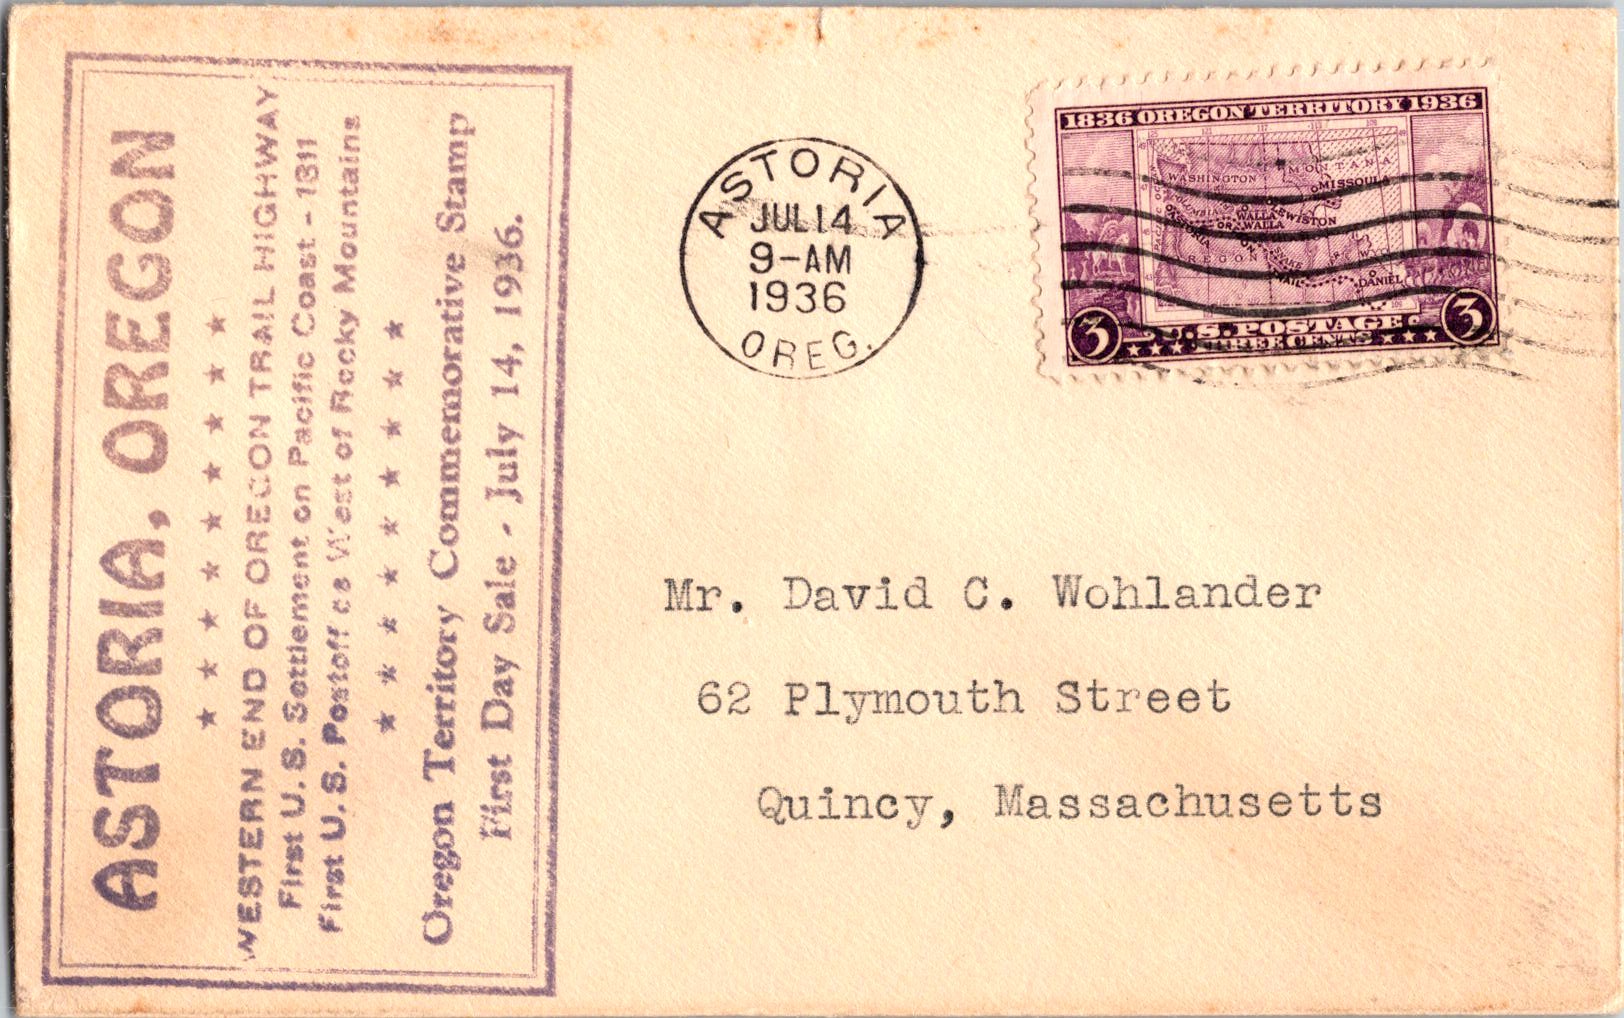 ASTORIA, OREGON
WESTERN END OF OREGON TRAIL HIGHWAY
First U.S. Settlement on Pacific Coast - 1811
First U.S. Postoffice West of Rocky Mountains
Oregon Territory Commemorative Stamp
First Day Sale - July 14, 1936.
ASTORIA
JUL 14
9-AM
1936
OREG.
1836 OREGON TERRITORY 1936
MONTANA
WASHINGTON
MISSOULA
LEWISTON
WALLA
WALLA
ASTORIA
OREGON
DANIEL
3 U.S. POSTAGE 3
THREE CENTS
Mr. David C. Wohlander
62 Plymouth Street
Quincy, Massachusetts